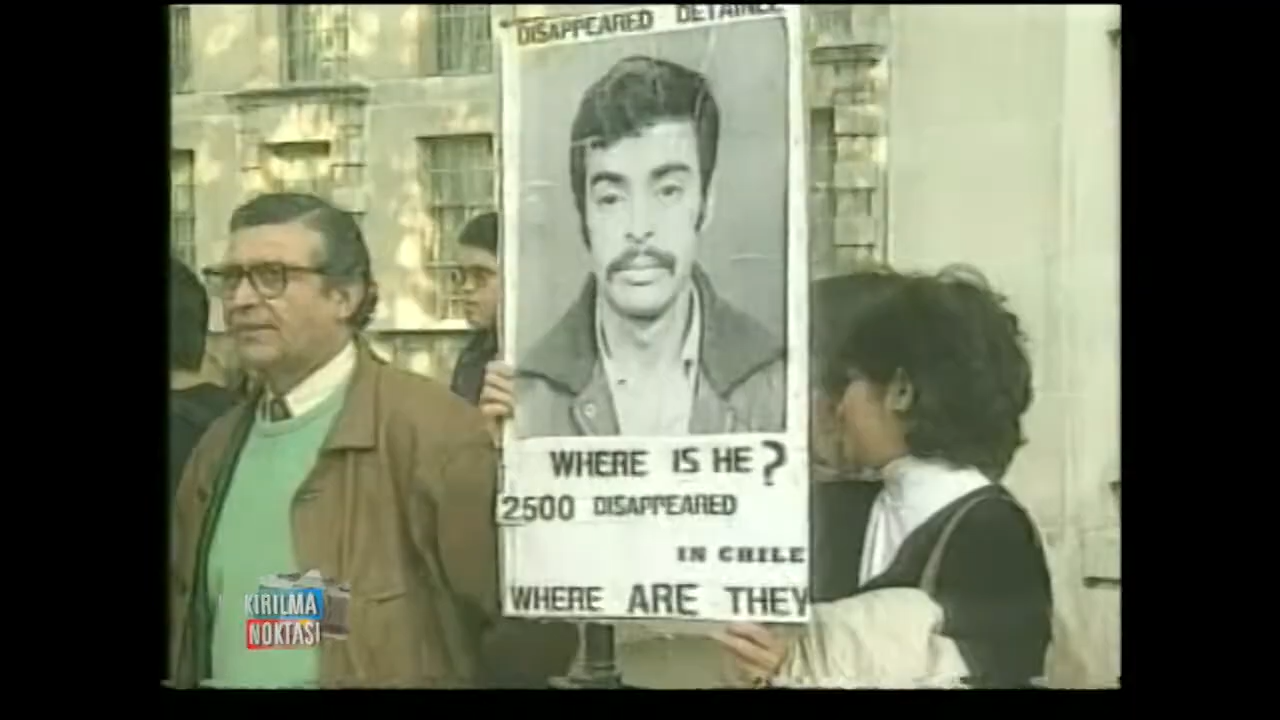 DISAPPEARED DETAINEE
WHERE IS HE?
2500 DISAPPEARED
IN CHILE
WHERE ARE THEY
KIRILMA
NOKTASI